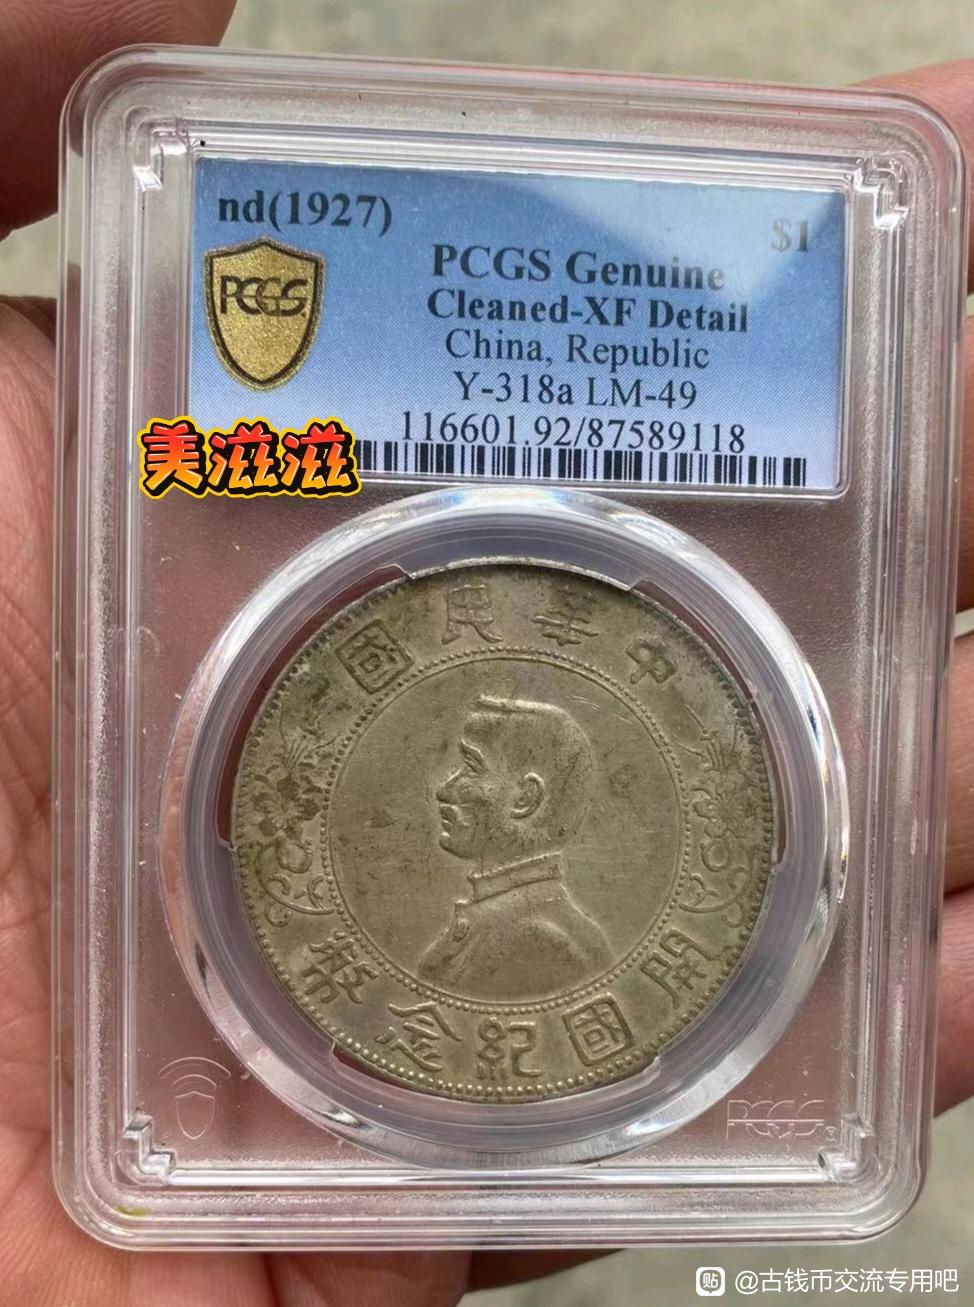 nd(1927)
$1
PCGS
PCGS Genuine
Cleaned-XF Detail
China, Republic
Y-318a LM-49
116601.92/87589118
美滋滋
國民華中
幣念紀國開
PCGS
贴 @古钱币交流专用吧